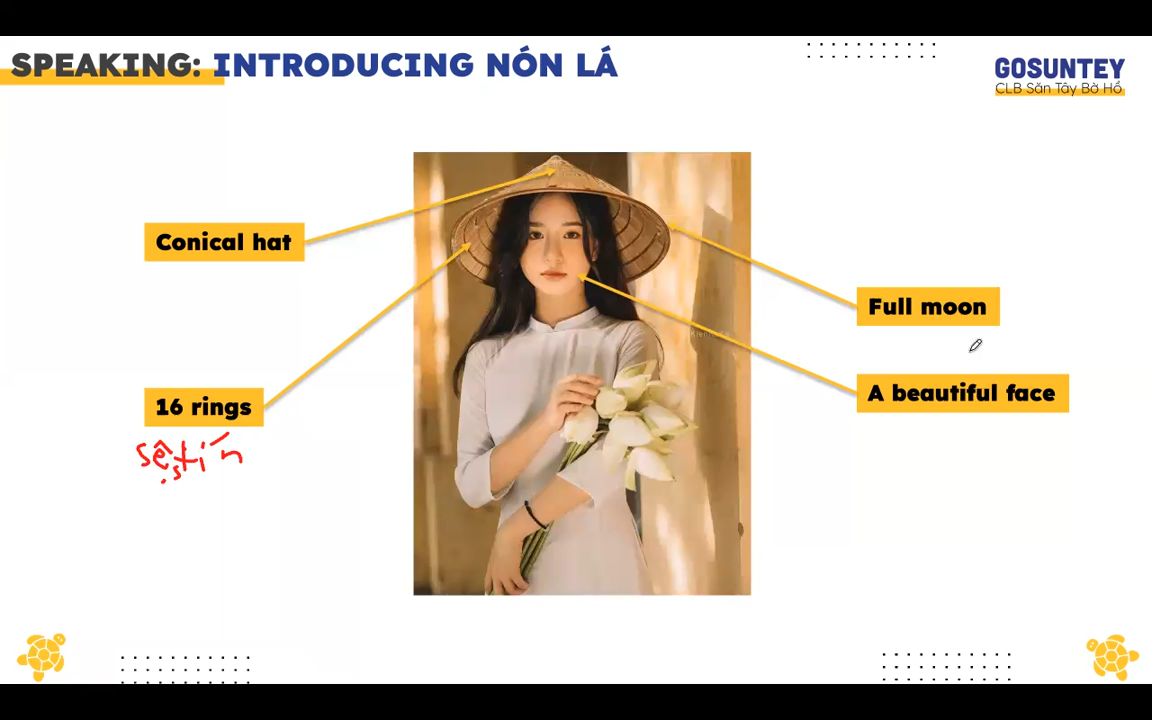 SPEAKING: INTRODUCING NÓN LÁ
GOSUNTEY
CLB Săn Tây Bờ Hồ
Conical hat
Full moon
A beautiful face
16 rings